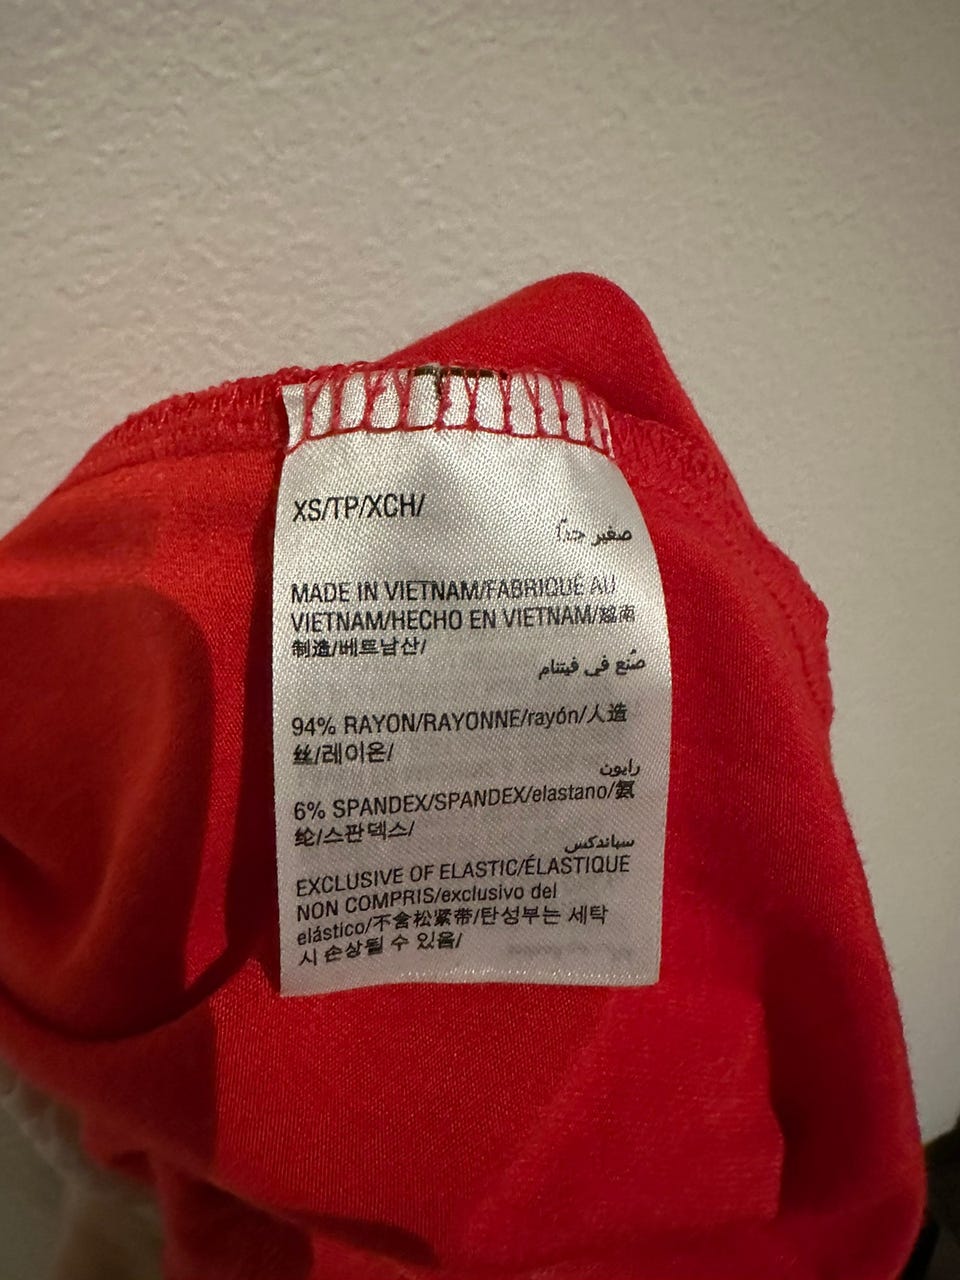 XS/TP/XCH/
صغير جدًا
MADE IN VIETNAM/FABRIQUÉ AU
VIETNAM/HECHO EN VIETNAM/越南
制造/베트남산/
صُنع في فيتنام
94% RAYON/RAYONNE/rayón/人造
丝/레이온/
رايون
6% SPANDEX/SPANDEX/elastano/氨
纶/스판덱스/
سباندكس
EXCLUSIVE OF ELASTIC/ÉLASTIQUE
NON COMPRIS/exclusivo del
elástico/不含松紧带/탄성부는 세탁
시 손상될 수 있음/